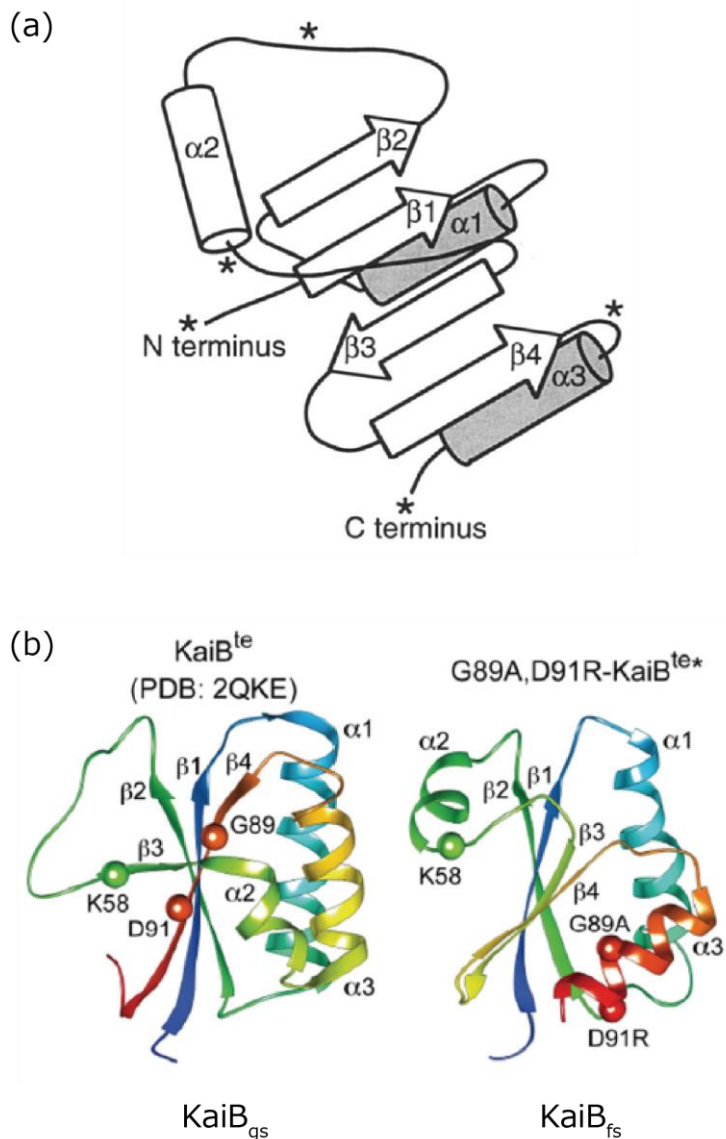 (a)
*
α2
β2
β1
α1
*
*
N terminus
*
β3
β4
α3
*
C terminus
(b)
KaiB^te
(PDB: 2QKE)
G89A,D91R-KaiB^te*
α1
β1
β4
β2
G89
β3
α2
K58
D91
α3
α2
α1
β1
β2
β3
K58
β4
G89A
α3
D91R
KaiB_gs
KaiB_fs